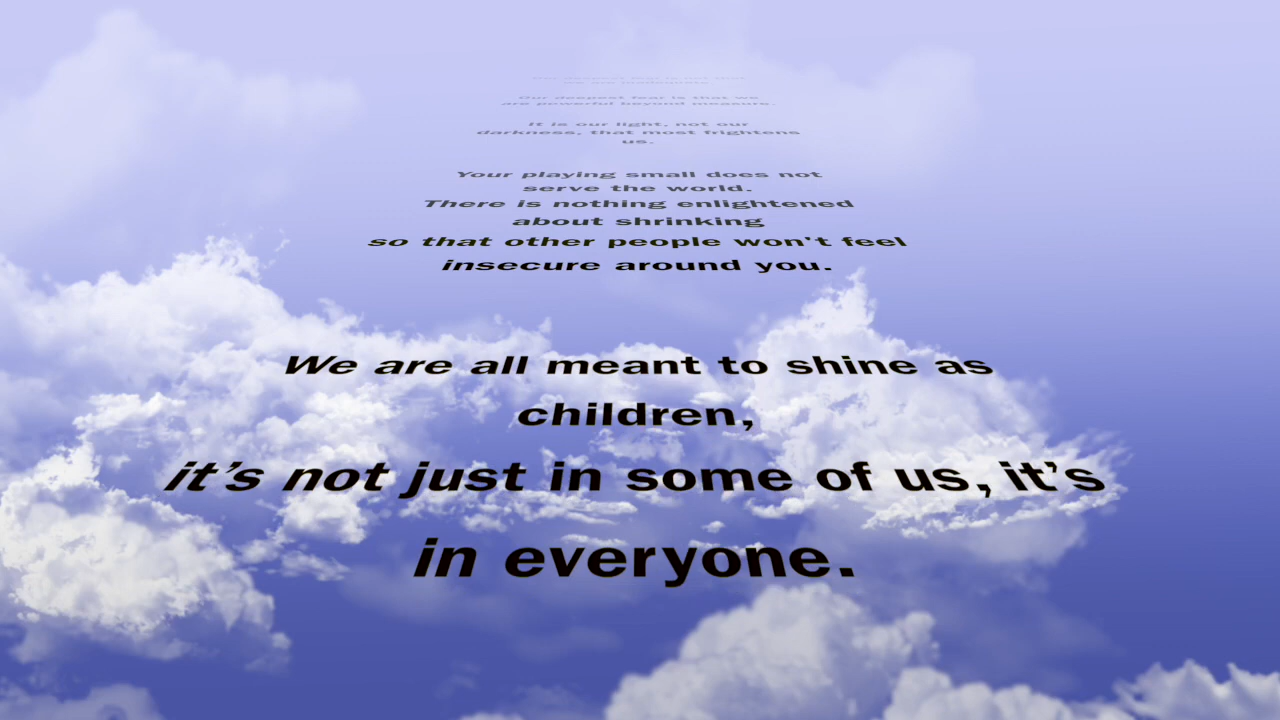 Our deepest fear is that we
are powerful beyond measure.
It is our light, not our
darkness, that most frightens
us.
Your playing small does not
serve the world.
There is nothing enlightened
about shrinking
so that other people won't feel
insecure around you.
We are all meant to shine as
children,
it's not just in some of us, it's
in everyone.